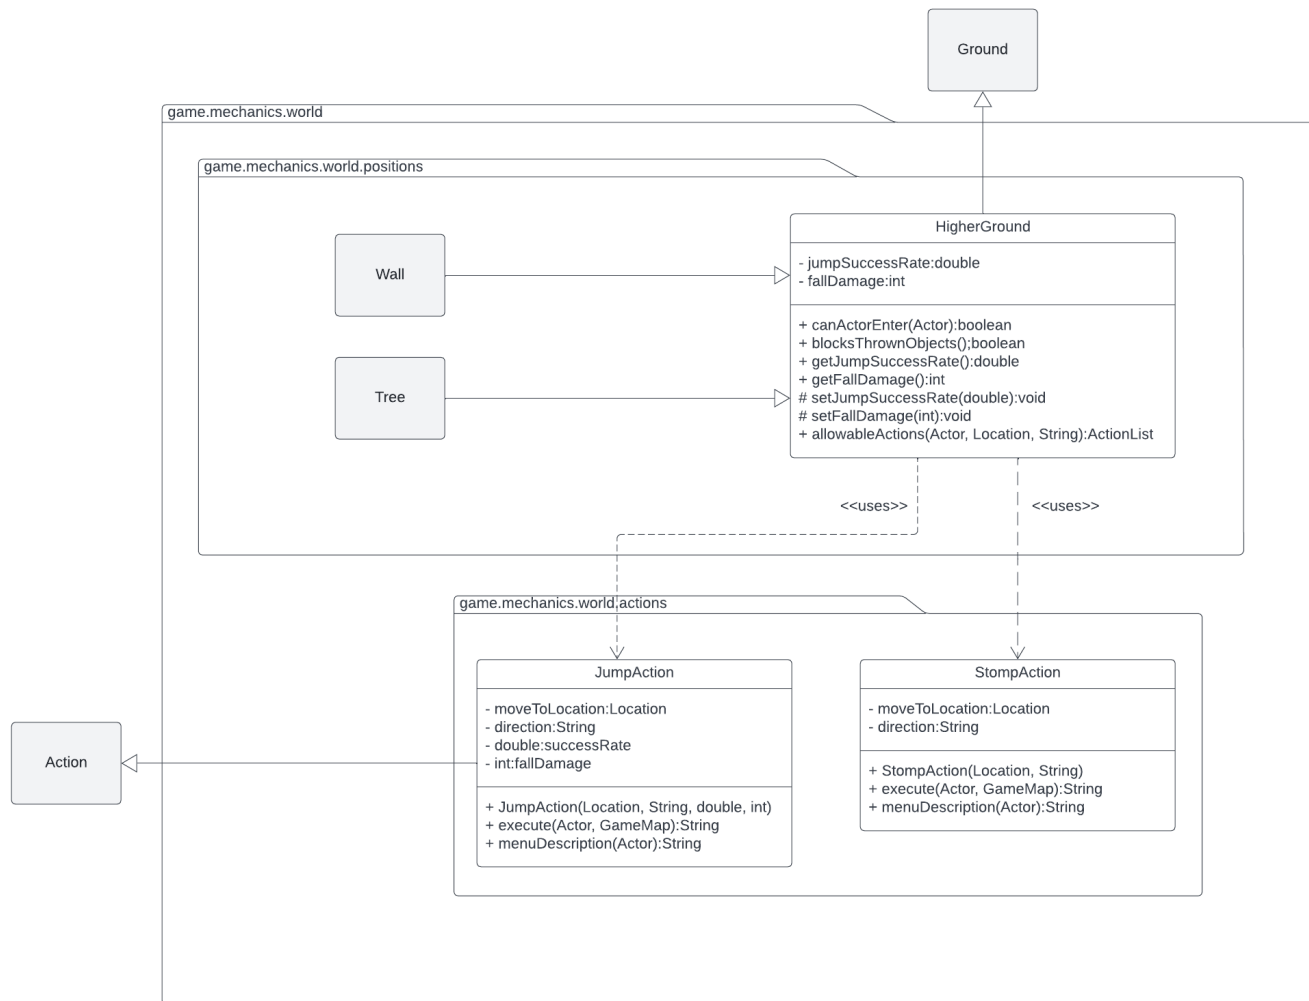 Ground
game.mechanics.world
game.mechanics.world.positions
HigherGround
- jumpSuccessRate:double
- fallDamage:int
+ canActorEnter(Actor):boolean
+ blocksThrownObjects();boolean
+ getJumpSuccessRate():double
+ getFallDamage():int
# setJumpSuccessRate(double):void
# setFallDamage(int):void
+ allowableActions(Actor, Location, String):ActionList
Wall
Tree
<<uses>>
<<uses>>
game.mechanics.world.actions
JumpAction
- moveToLocation:Location
- direction:String
- double:successRate
- int:fallDamage
+ JumpAction(Location, String, double, int)
+ execute(Actor, GameMap):String
+ menuDescription(Actor):String
StompAction
- moveToLocation:Location
- direction:String
+ StompAction(Location, String)
+ execute(Actor, GameMap):String
+ menuDescription(Actor):String
Action